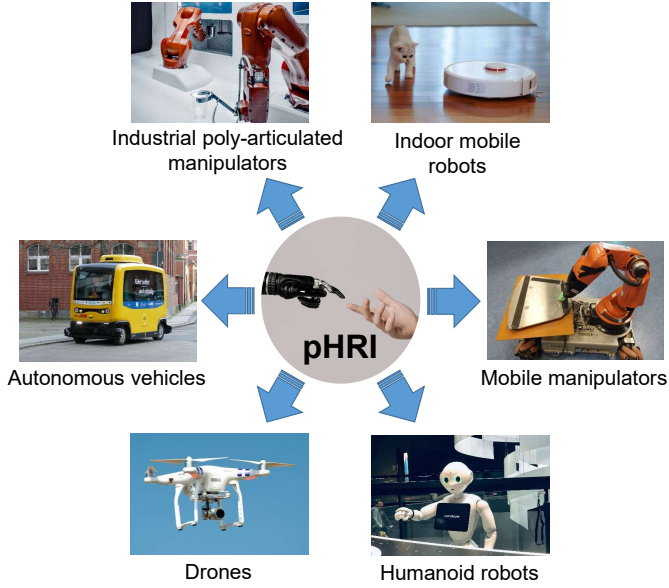 Industrial poly-articulated
manipulators
Indoor mobile
robots
pHRI
Autonomous vehicles
Mobile manipulators
Drones
Humanoid robots